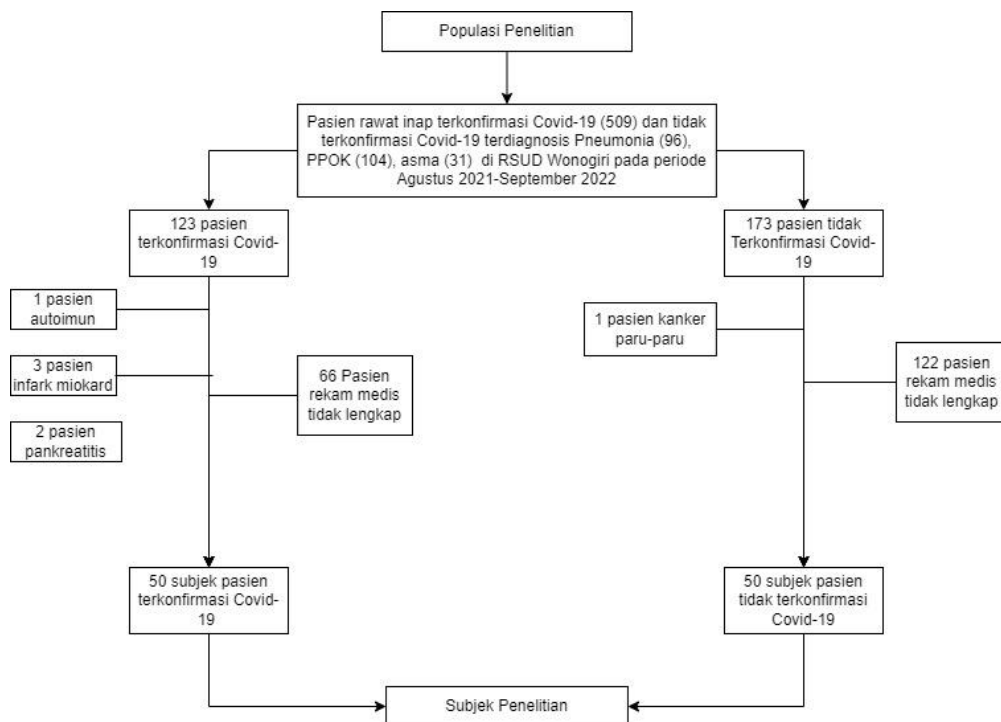 Populasi Penelitian
Pasien rawat inap terkonfirmasi Covid-19 (509) dan tidak
terkonfirmasi Covid-19 terdiagnosis Pneumonia (96),
PPOK (104), asma (31) di RSUD Wonogiri pada periode
Agustus 2021-September 2022
123 pasien
terkonfirmasi Covid-
19
173 pasien tidak
Terkonfirmasi Covid-
19
1 pasien
autoimun
1 pasien kanker
paru-paru
3 pasien
infark miokard
66 Pasien
rekam medis
tidak lengkap
122 pasien
rekam medis
tidak lengkap
2 pasien
pankreatitis
50 subjek pasien
terkonfirmasi Covid-
19
50 subjek pasien
tidak terkonfirmasi
Covid-19
Subjek Penelitian